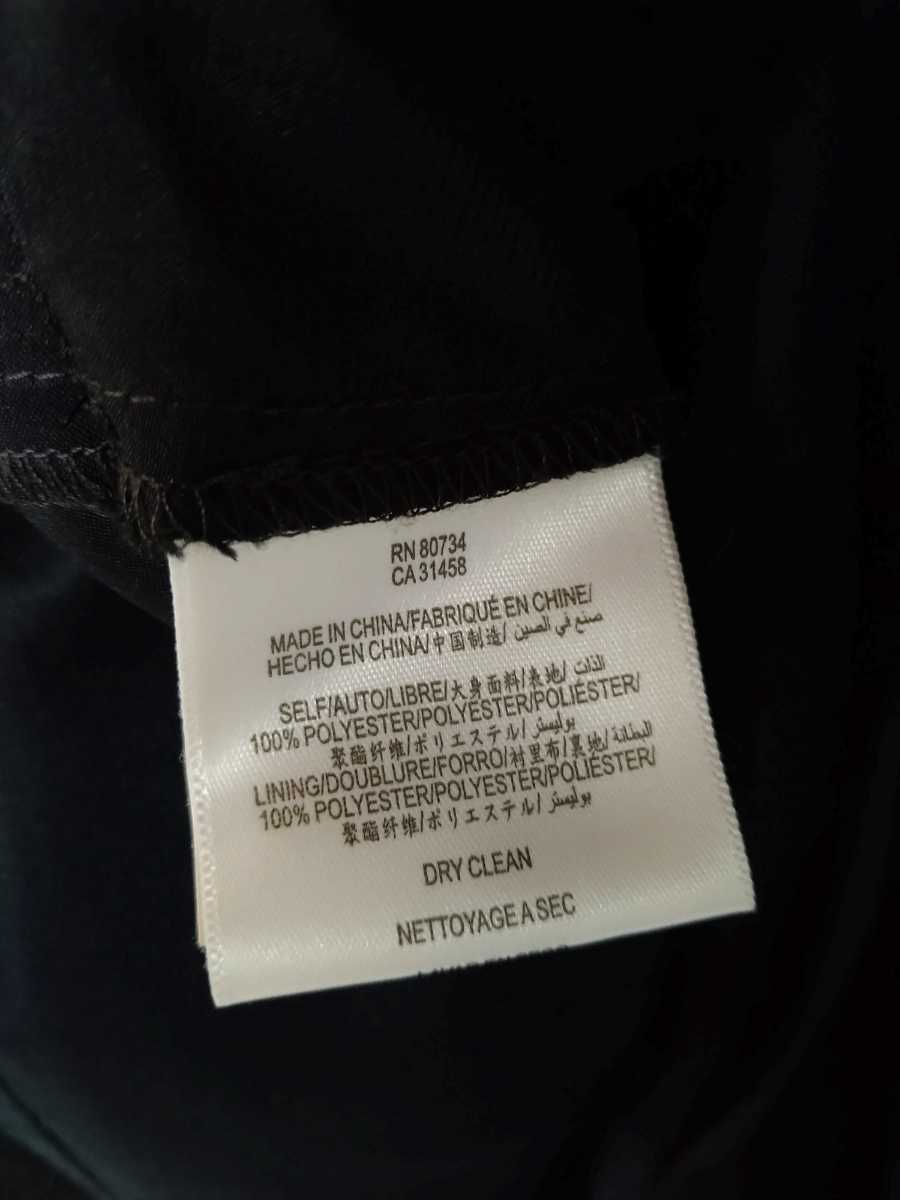 RN 80734
CA 31458
MADE IN CHINA/FABRIQUÉ EN CHINE/
HECHO EN CHINA/中国制造/ صنع في الصين
SELF/AUTO/LIBRE/大身面料/表地/ الذات
100% POLYESTER/POLYESTER/POLIÉSTER/
聚酯纤维/ポリエステル/ بوليستر
LINING/DOUBLURE/FORRO/衬里布/裏地/ البطانة
100% POLYESTER/POLYESTER/POLIÉSTER/
聚酯纤维/ポリエステル/ بوليستر
DRY CLEAN
NETTOYAGE A SEC